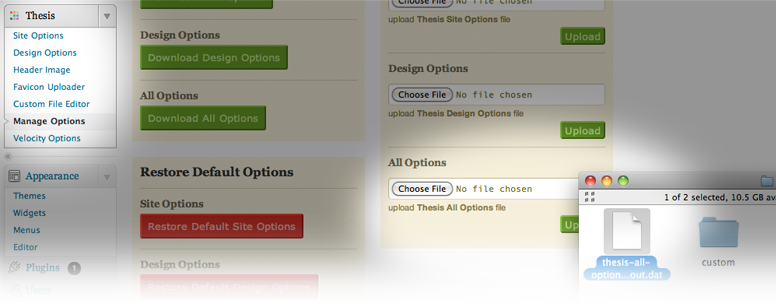 Thesis
Site Options
Design Options
Header Image
Favicon Uploader
Custom File Editor
Manage Options
Velocity Options
Appearance
Themes
Widgets
Menus
Editor
Plugins 1
Design Options
Download Design Options
All Options
Download All Options
Restore Default Options
Site Options
Restore Default Site Options
Design Options
Restore Default Design Options
Choose File No file chosen
upload Thesis Site Options file
Upload
Design Options
Choose File No file chosen
upload Thesis Design Options file
Upload
All Options
Choose File No file chosen
upload Thesis All Options file
1 of 2 selected, 10.5 GB
thesis-all-
option...out.dat
custom